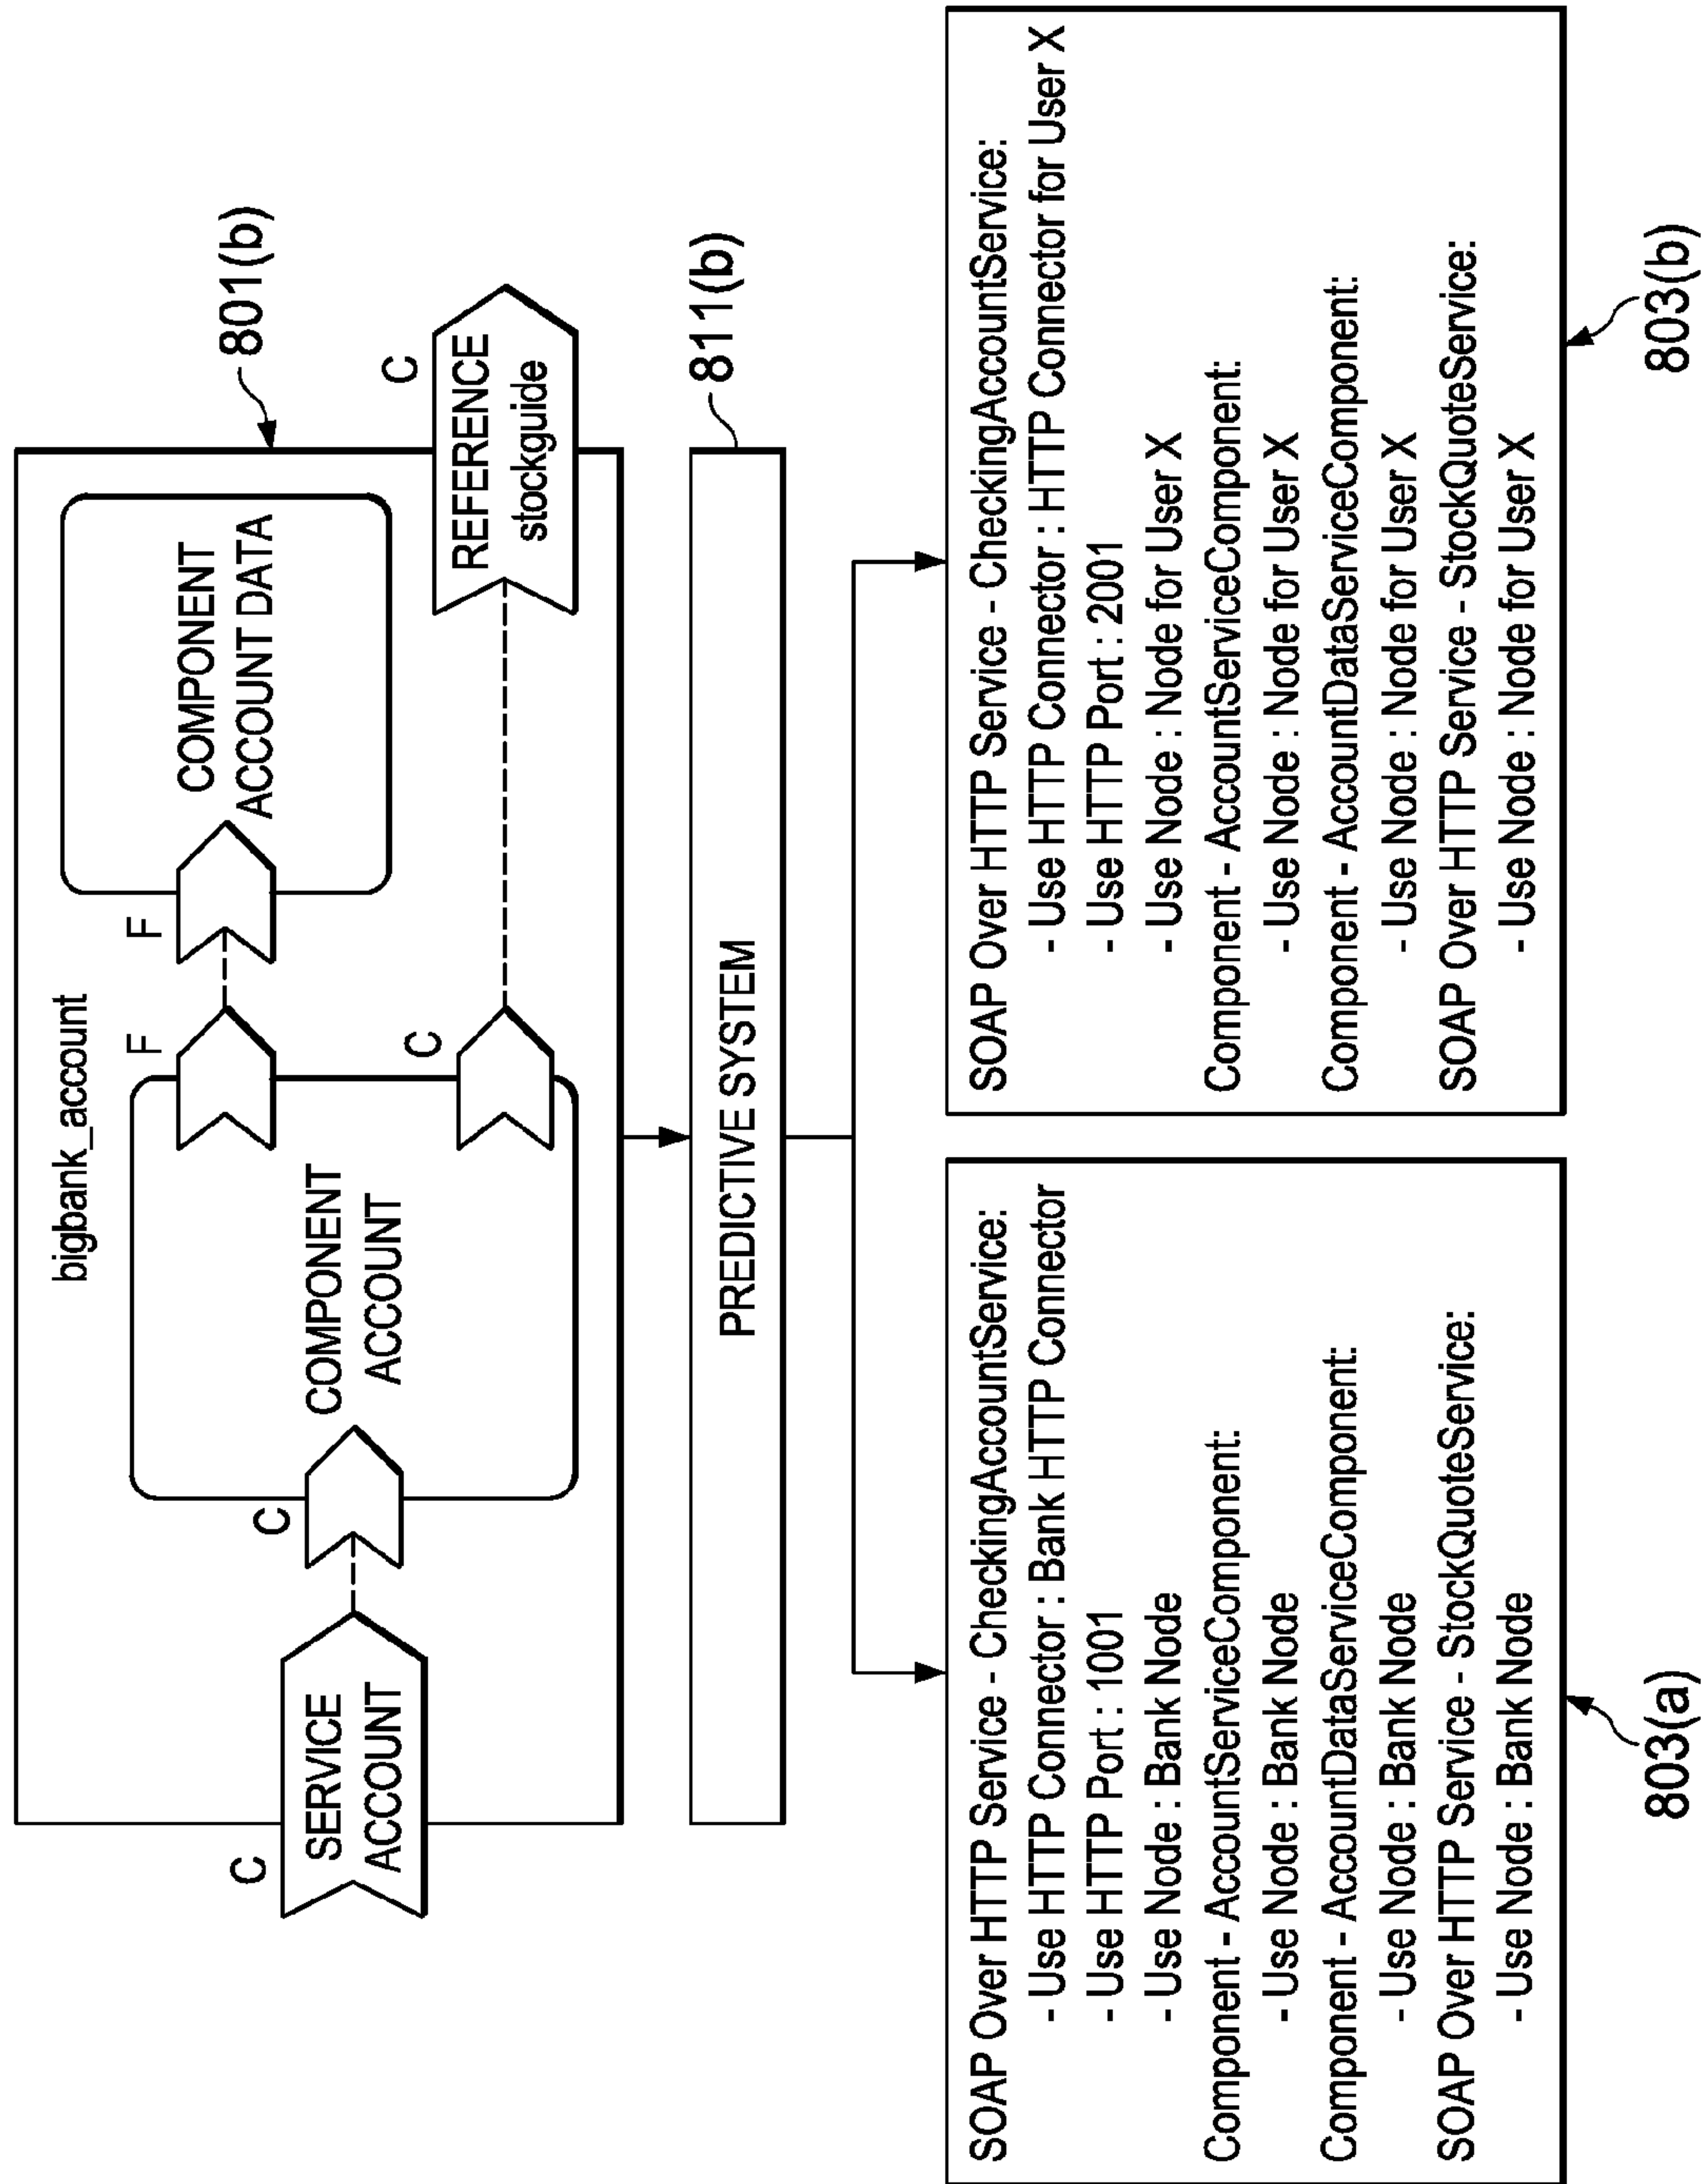 bigbank_account
801(b)
C
SERVICE
ACCOUNT
C
COMPONENT
ACCOUNT
F
C
F
COMPONENT
ACCOUNT DATA
C
REFERENCE
stockguide
PREDICTIVE SYSTEM
811(b)
SOAP Over HTTP Service - CheckingAccountService:
- Use HTTP Connector : Bank HTTP Connector
- Use HTTP Port : 1001
- Use Node : Bank Node
Component - AccountServiceComponent:
- Use Node : Bank Node
Component - AccountDataServiceComponent:
- Use Node : Bank Node
SOAP Over HTTP Service - StockQuoteService:
- Use Node : Bank Node
803(a)
SOAP Over HTTP Service - CheckingAccountService:
- Use HTTP Connector : HTTP Connector for User X
- Use HTTP Port : 2001
- Use Node : Node for User X
Component - AccountServiceComponent:
- Use Node : Node for User X
Component - AccountDataServiceComponent:
- Use Node : Node for User X
SOAP Over HTTP Service - StockQuoteService:
- Use Node : Node for User X
803(b)